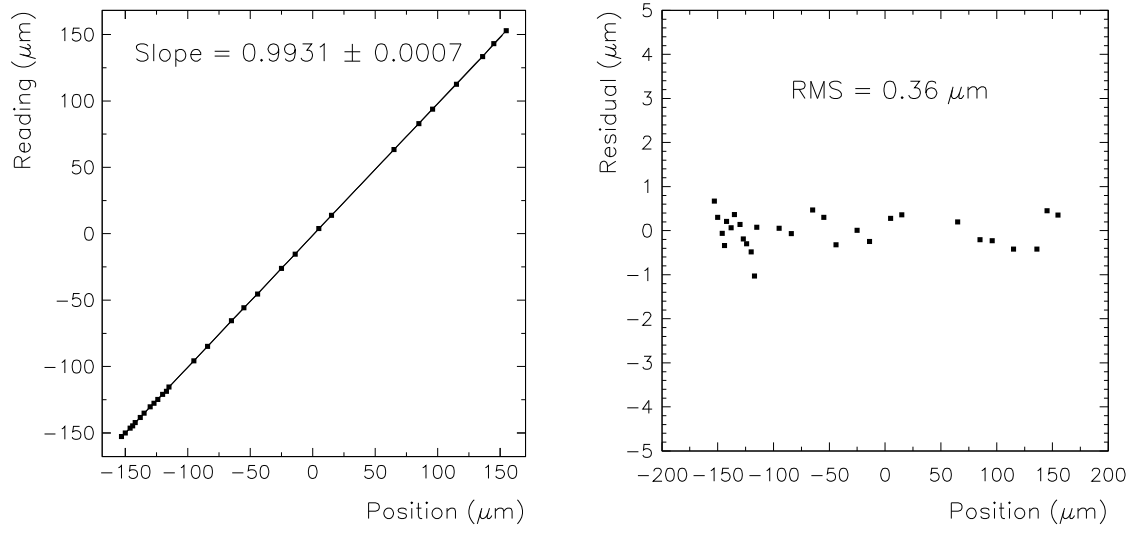 Slope = 0.9931 ± 0.0007
Reading (μm)
150
100
50
0
−50
−100
−150
−150 −100 −50 0 50 100 150
Position (μm)
RMS = 0.36 μm
Residual (μm)
5
4
3
2
1
0
−1
−2
−3
−4
−5
−200 −150 −100 −50 0 50 100 150 200
Position (μm)